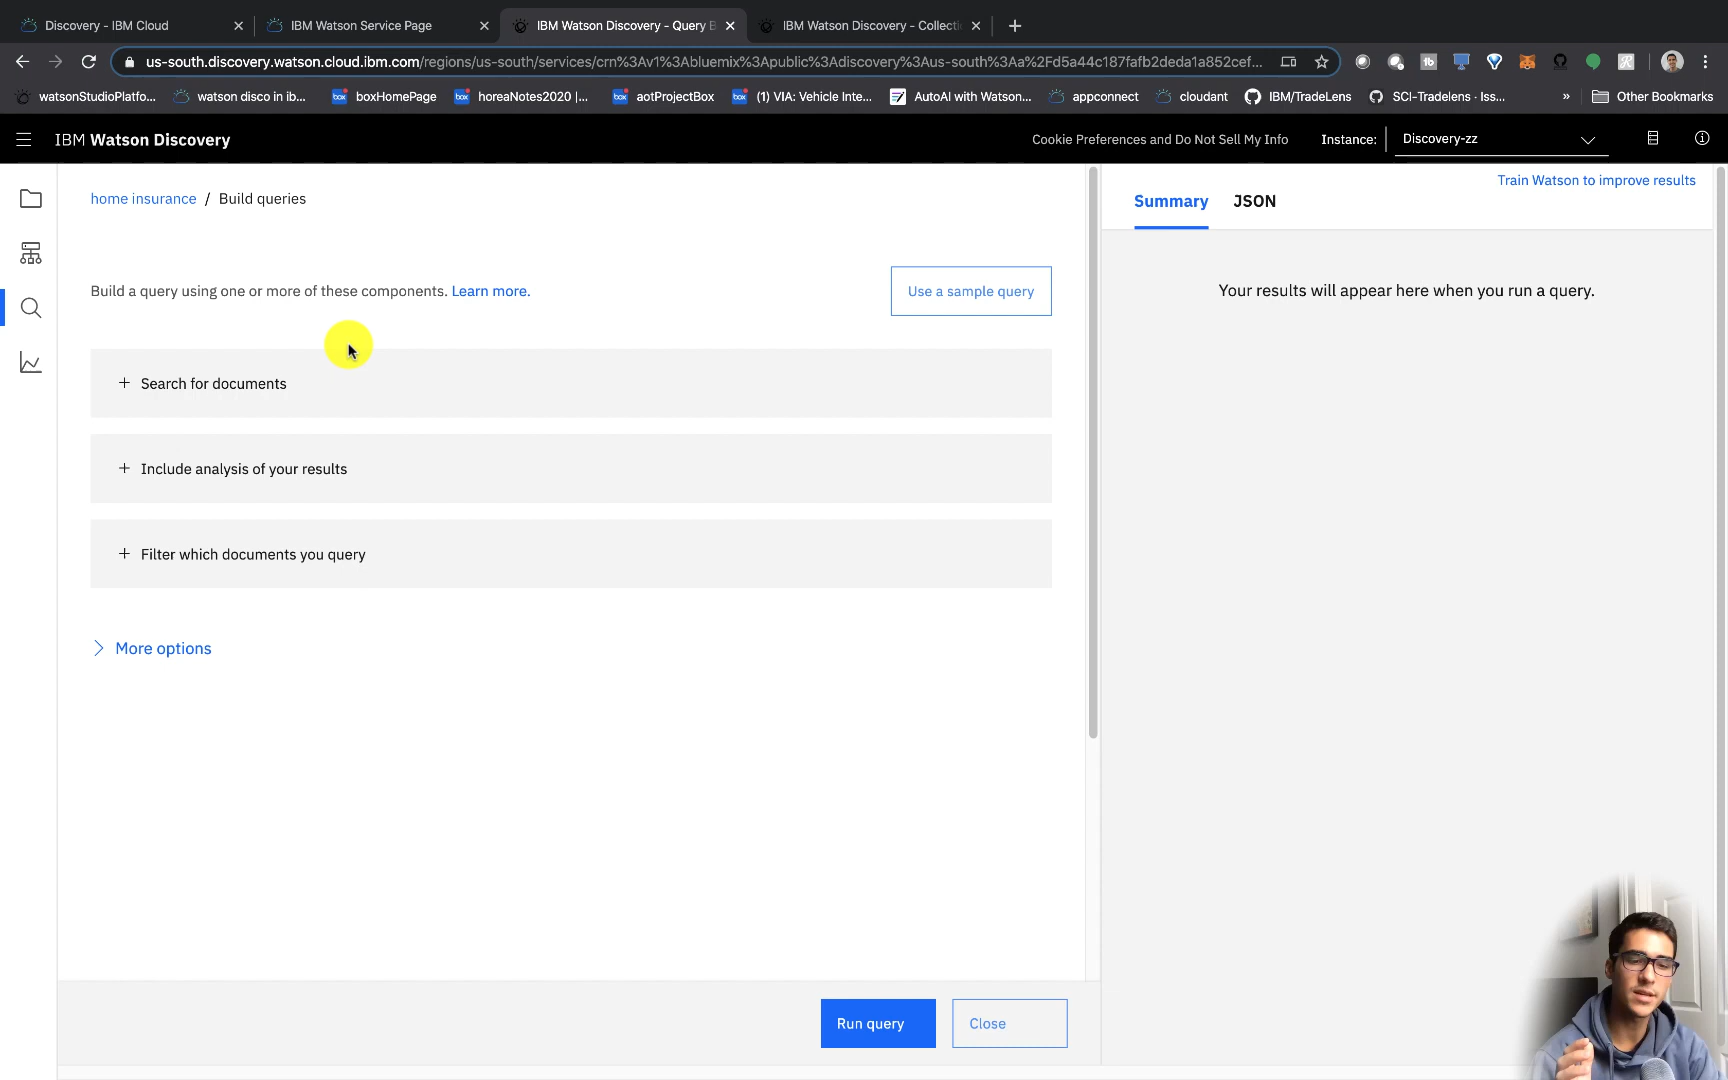 Discovery - IBM Cloud
IBM Watson Service Page
IBM Watson Discovery - Query B
IBM Watson Discovery - Collecti
us-south.discovery.watson.cloud.ibm.com/regions/us-south/services/crn%3Av1%3Abluemix%3Apublic%3Adiscovery%3Aus-south%3Aa%2Fd5a44c187fafb2deda1a852cef...
watsonStudioPlatfo...
watson disco in ib...
box boxHomePage
box horeaNotes2020 |...
box aotProjectBox
box (1) VIA: Vehicle Inte...
AutoAI with Watson...
appconnect
cloudant
IBM/TradeLens
SCI-Tradelens · Iss...
»
Other Bookmarks
IBM Watson Discovery
Cookie Preferences and Do Not Sell My Info
Instance:
Discovery-zz
home insurance / Build queries
Train Watson to improve results
Summary
JSON
Build a query using one or more of these components. Learn more.
Use a sample query
Your results will appear here when you run a query.
+ Search for documents
+ Include analysis of your results
+ Filter which documents you query
More options
Run query
Close